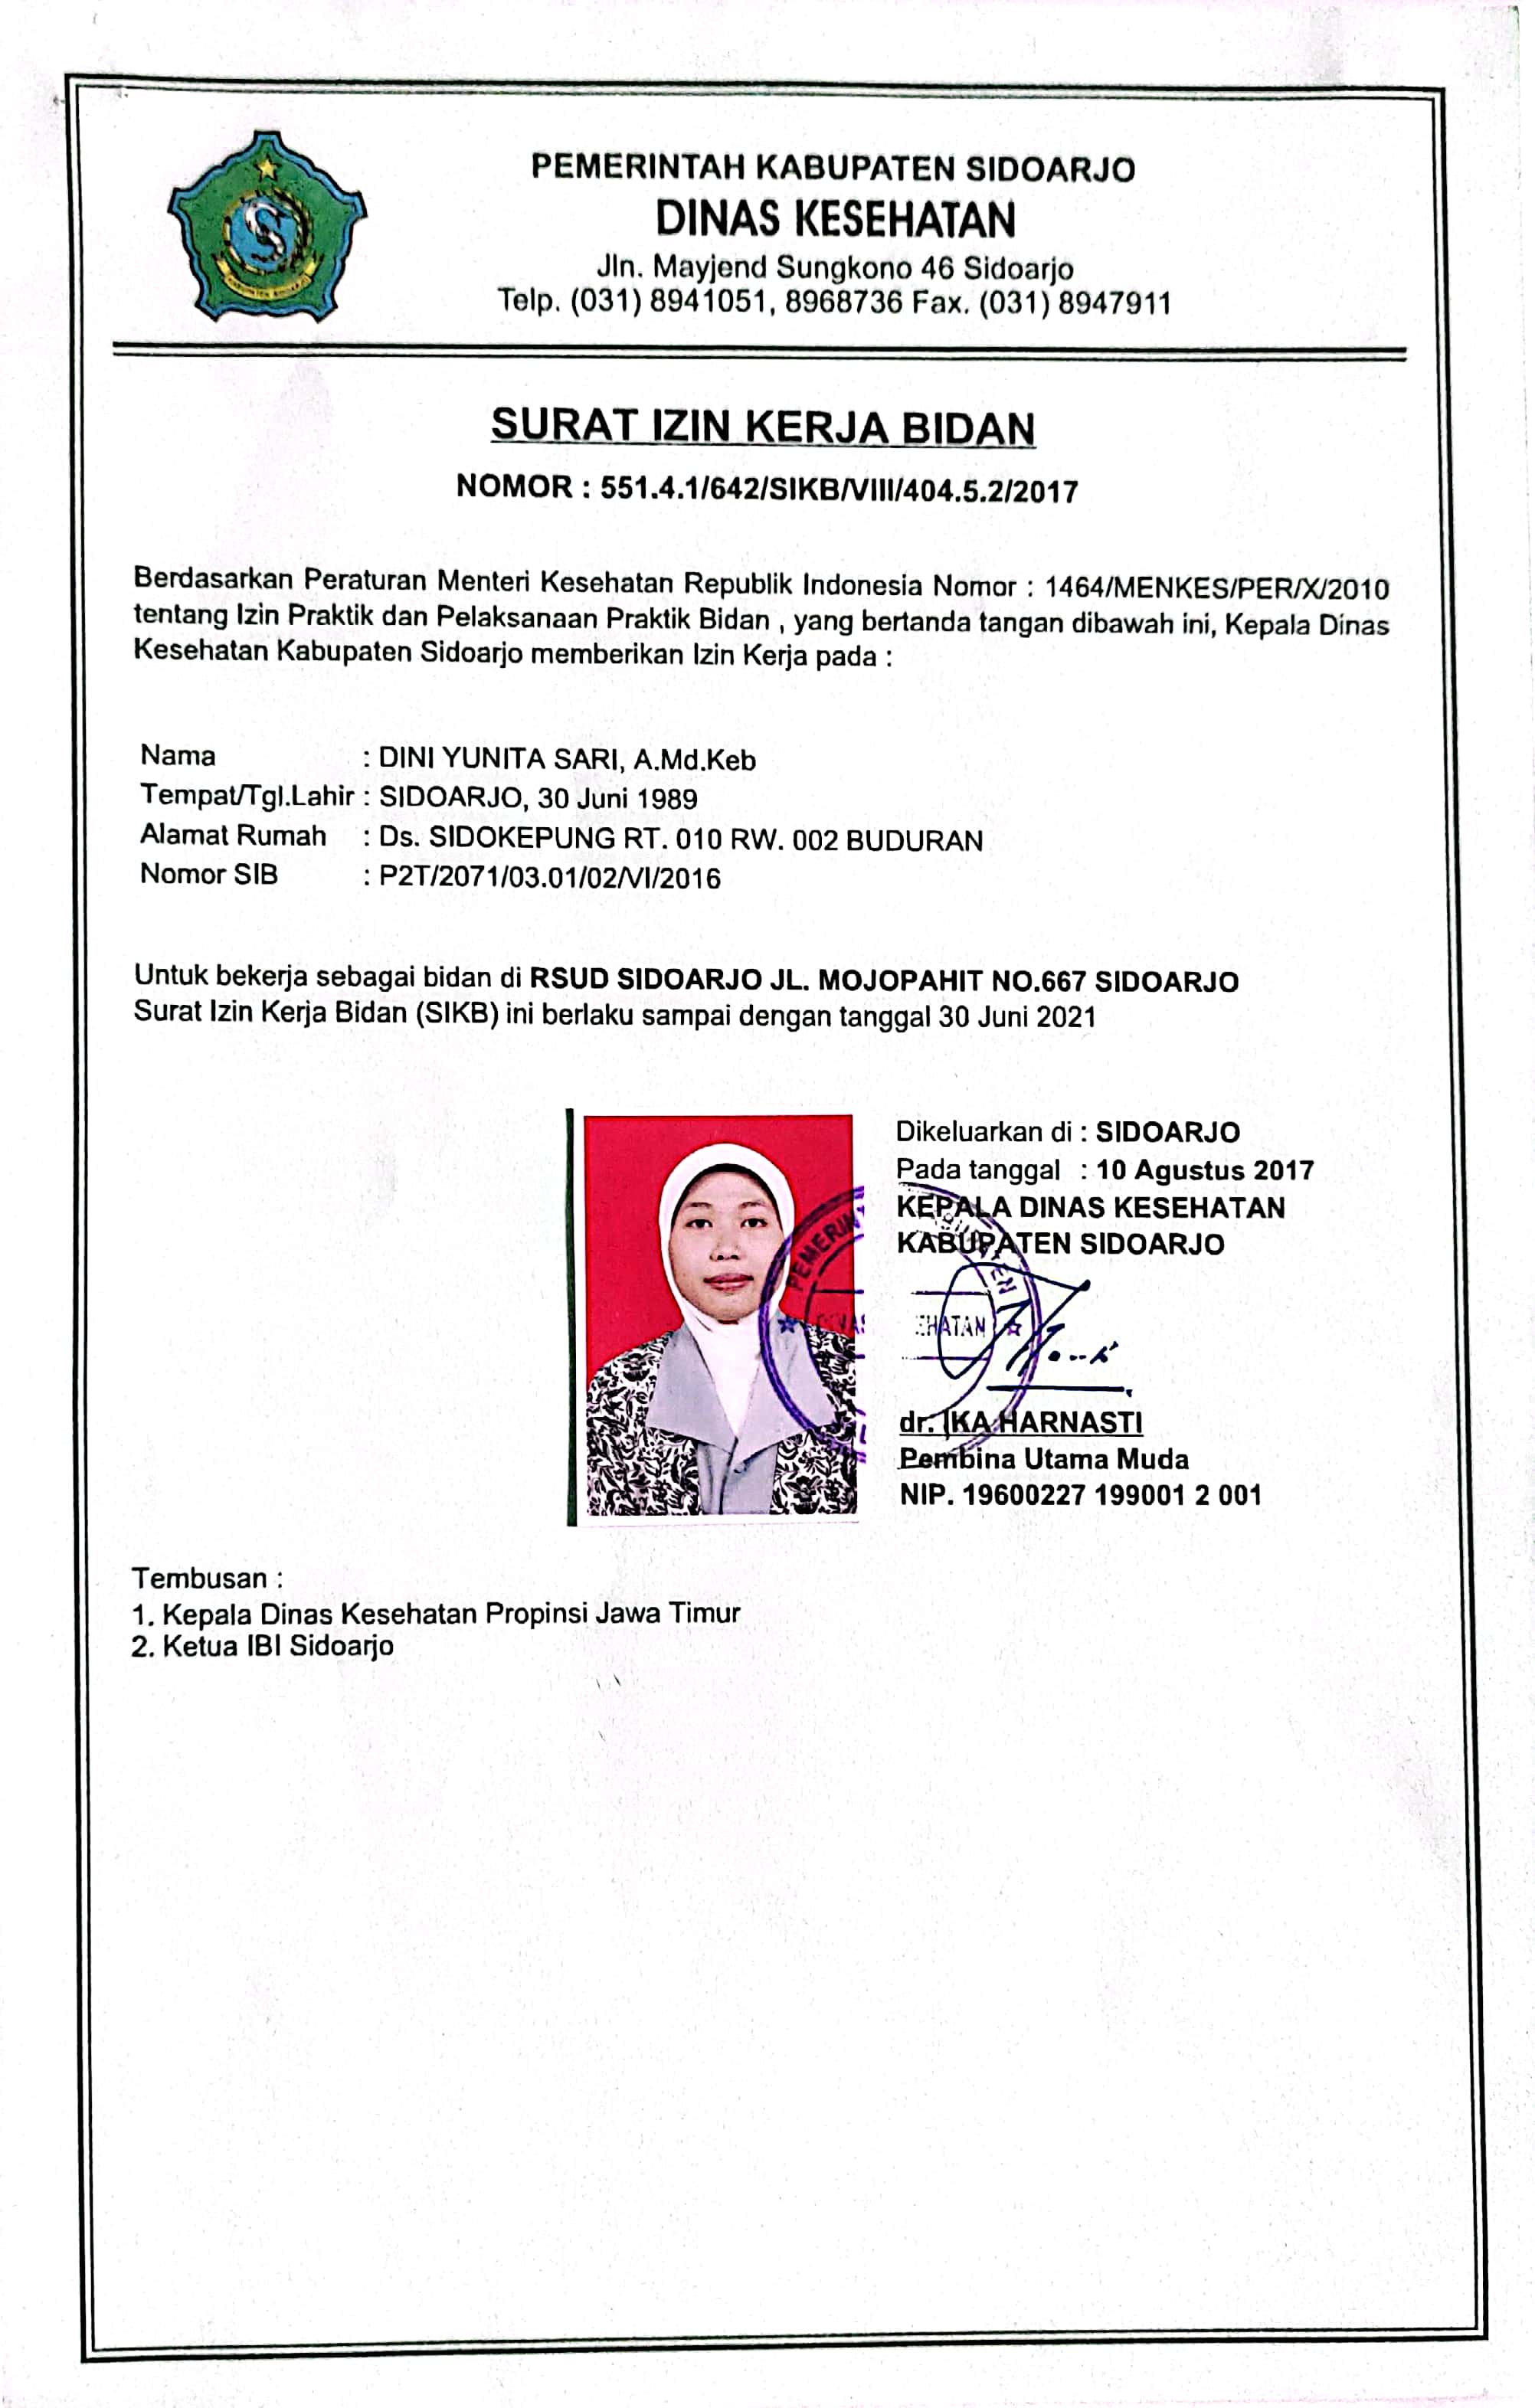 PEMERINTAH KABUPATEN SIDOARJO
DINAS KESEHATAN
Jln. Mayjend Sungkono 46 Sidoarjo
Telp. (031) 8941051, 8968736 Fax. (031) 8947911
SURAT IZIN KERJA BIDAN
NOMOR : 551.4.1/642/SIKB/VIII/404.5.2/2017
Berdasarkan Peraturan Menteri Kesehatan Republik Indonesia Nomor : 1464/MENKES/PER/X/2010
tentang Izin Praktik dan Pelaksanaan Praktik Bidan , yang bertanda tangan dibawah ini, Kepala Dinas
Kesehatan Kabupaten Sidoarjo memberikan Izin Kerja pada :
Nama : DINI YUNITA SARI, A.Md.Keb
Tempat/Tgl.Lahir : SIDOARJO, 30 Juni 1989
Alamat Rumah : Ds. SIDOKEPUNG RT. 010 RW. 002 BUDURAN
Nomor SIB : P2T/2071/03.01/02/VI/2016
Untuk bekerja sebagai bidan di RSUD SIDOARJO JL. MOJOPAHIT NO.667 SIDOARJO
Surat Izin Kerja Bidan (SIKB) ini berlaku sampai dengan tanggal 30 Juni 2021
Dikeluarkan di : SIDOARJO
Pada tanggal : 10 Agustus 2017
KEPALA DINAS KESEHATAN
KABUPATEN SIDOARJO
dr. IKA HARNASTI
Pembina Utama Muda
NIP. 19600227 199001 2 001
Tembusan :
1. Kepala Dinas Kesehatan Propinsi Jawa Timur
2. Ketua IBI Sidoarjo